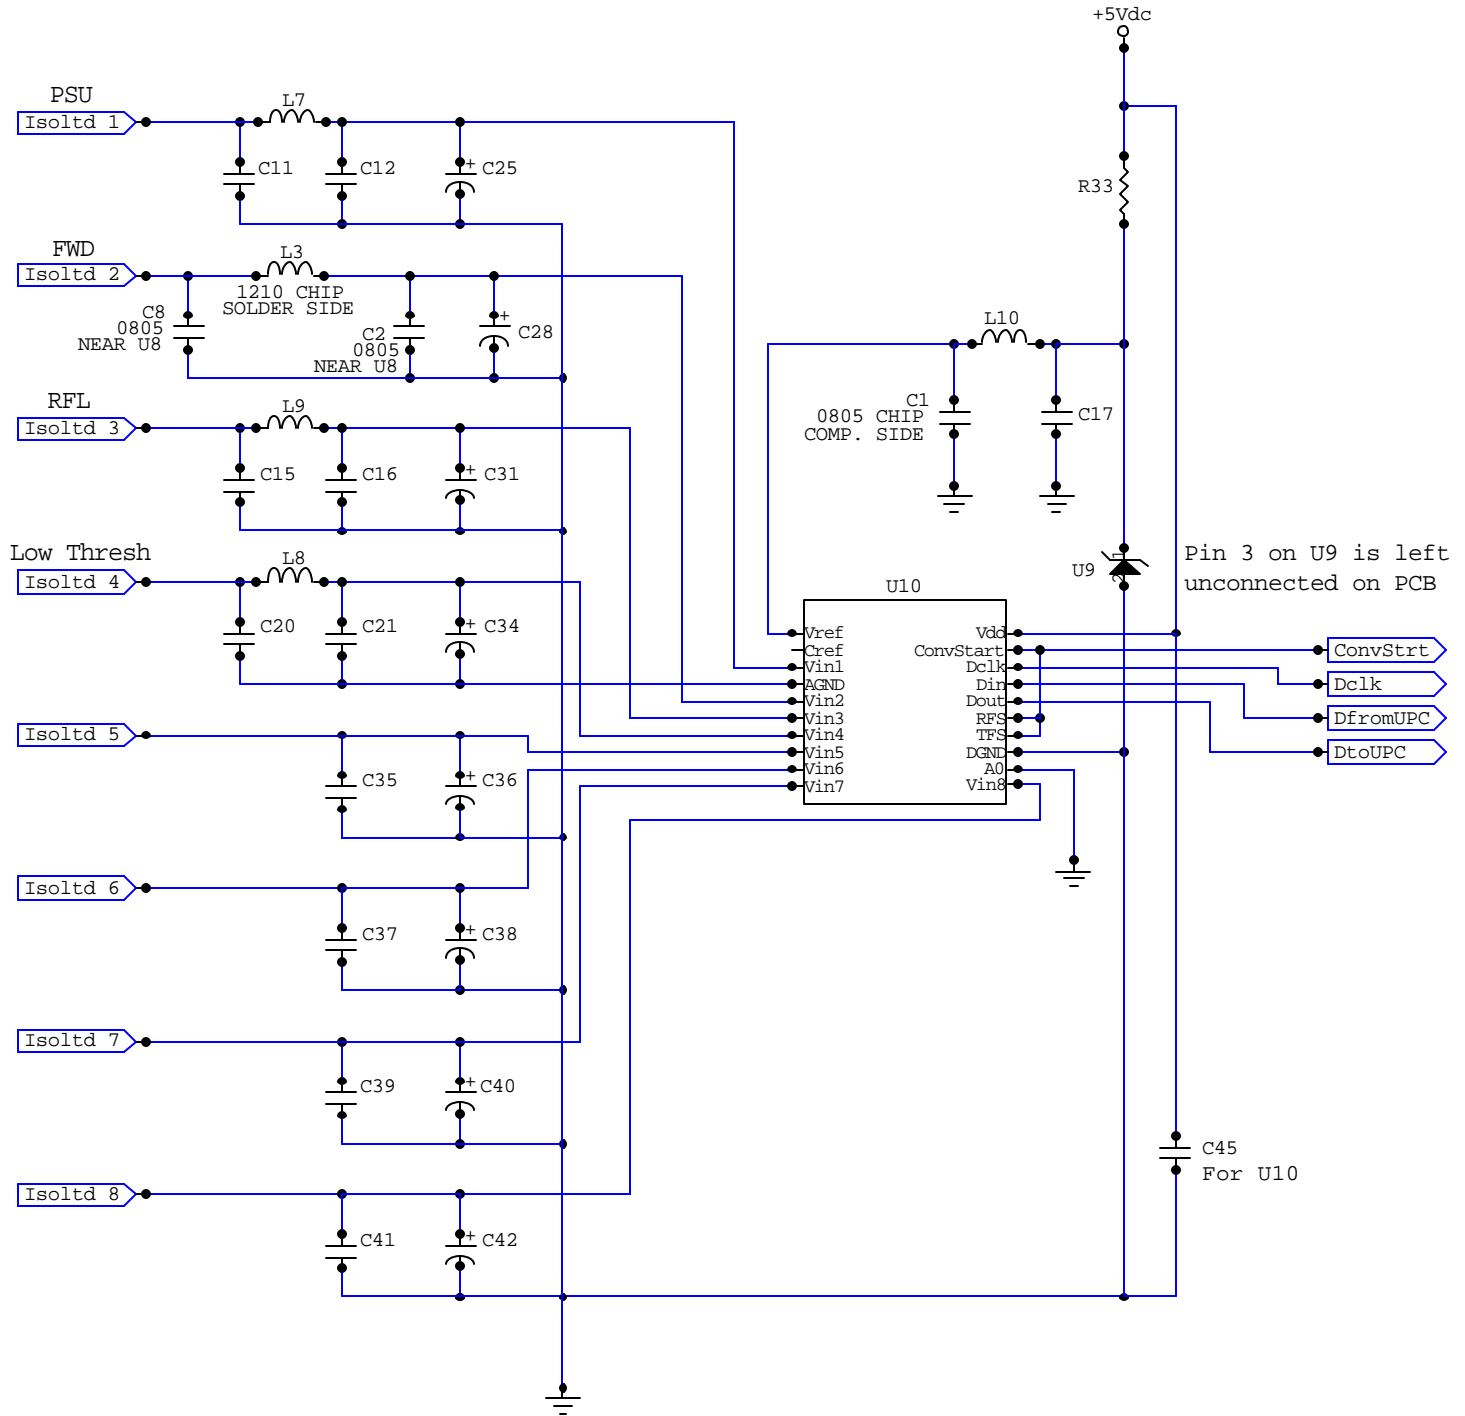 +5Vdc
PSU
Isoltd 1
L7
C11
C12
+
C25
R33
FWD
Isoltd 2
L3
1210 CHIP
SOLDER SIDE
C8
0805
NEAR U8
C2
0805
NEAR U8
+
C28
L10
C1
0805 CHIP
COMP. SIDE
C17
RFL
Isoltd 3
L9
C15
C16
+
C31
Low Thresh
Isoltd 4
L8
C20
C21
+
C34
U9
1
2
Pin 3 on U9 is left
unconnected on PCB
U10
Vref
Cref
Vin1
AGND
Vin2
Vin3
Vin4
Vin5
Vin6
Vin7
Vdd
ConvStart
Dclk
Din
Dout
RFS
TFS
DGND
A0
Vin8
ConvStrt
Dclk
DfromUPC
DtoUPC
Isoltd 5
C35
+
C36
Isoltd 6
C37
+
C38
Isoltd 7
C39
+
C40
C45
For U10
Isoltd 8
C41
+
C42